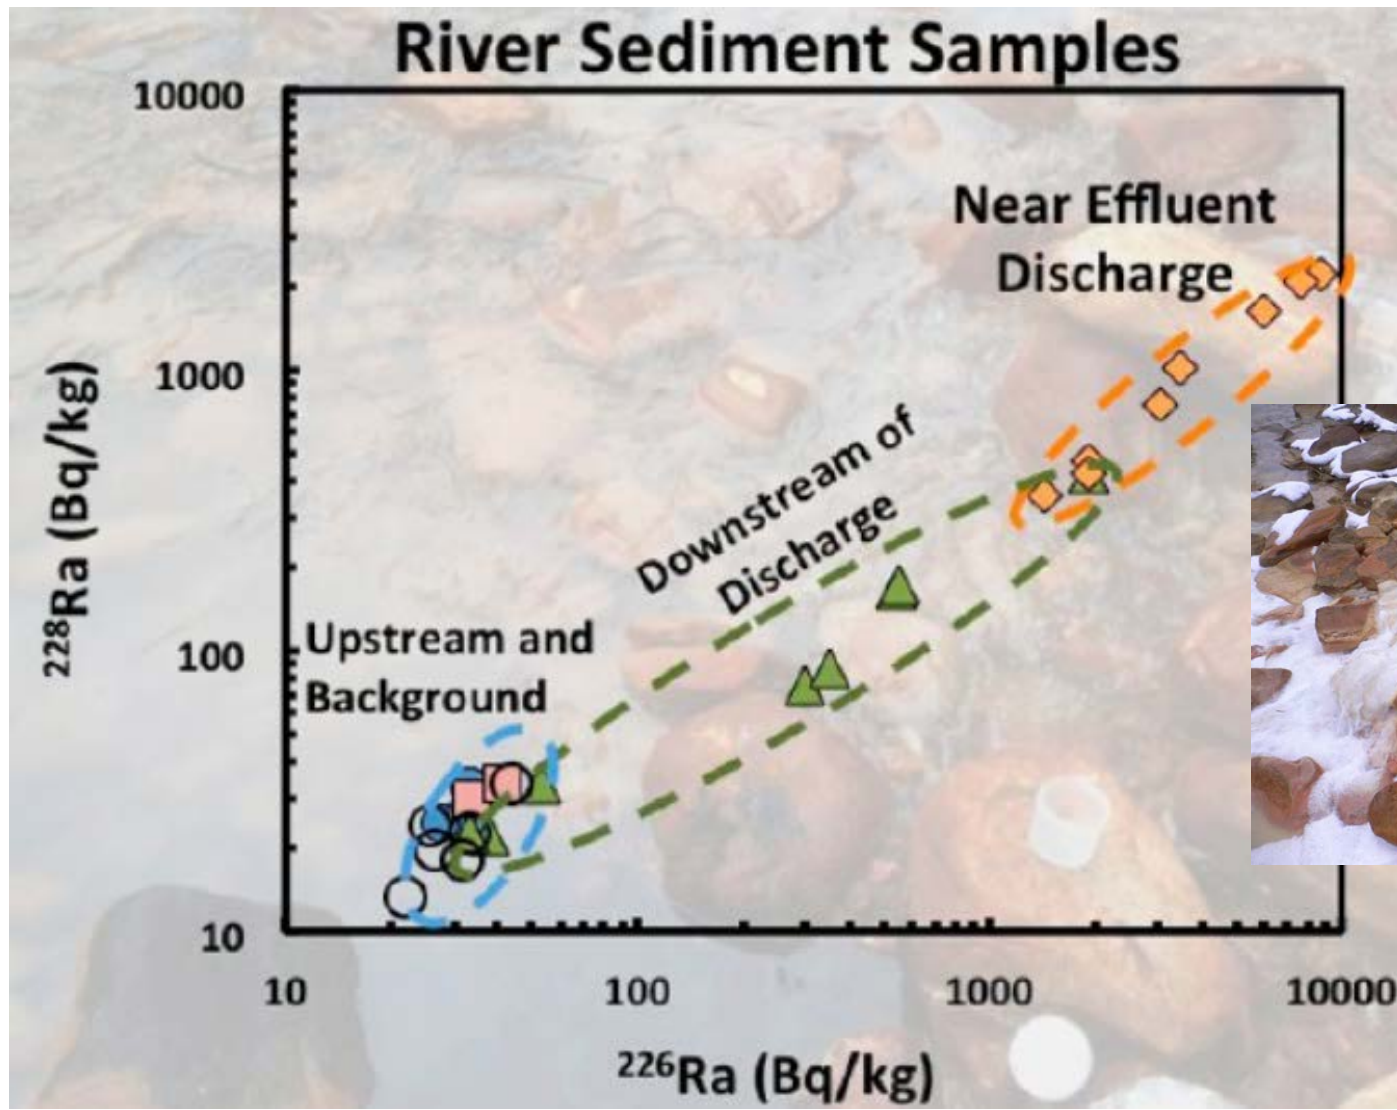 River Sediment Samples
10000
1000
100
10
²²⁸Ra (Bq/kg)
Near Effluent
Discharge
Downstream of
Discharge
Upstream and
Background
10
100
1000
10000
²²⁶Ra (Bq/kg)